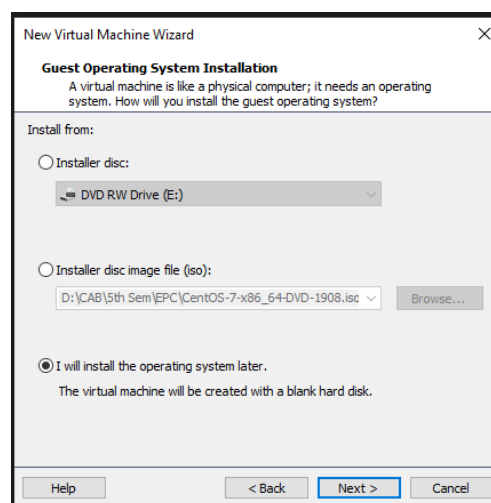 New Virtual Machine Wizard
Guest Operating System Installation
A virtual machine is like a physical computer; it needs an operating
system. How will you install the guest operating system?
Install from:
Installer disc:
DVD RW Drive (E:)
Installer disc image file (iso):
D:\CAB\5th Sem\EPC\CentOS-7-x86_64-DVD-1908.iso
Browse...
I will install the operating system later.
The virtual machine will be created with a blank hard disk.
Help
< Back
Next >
Cancel